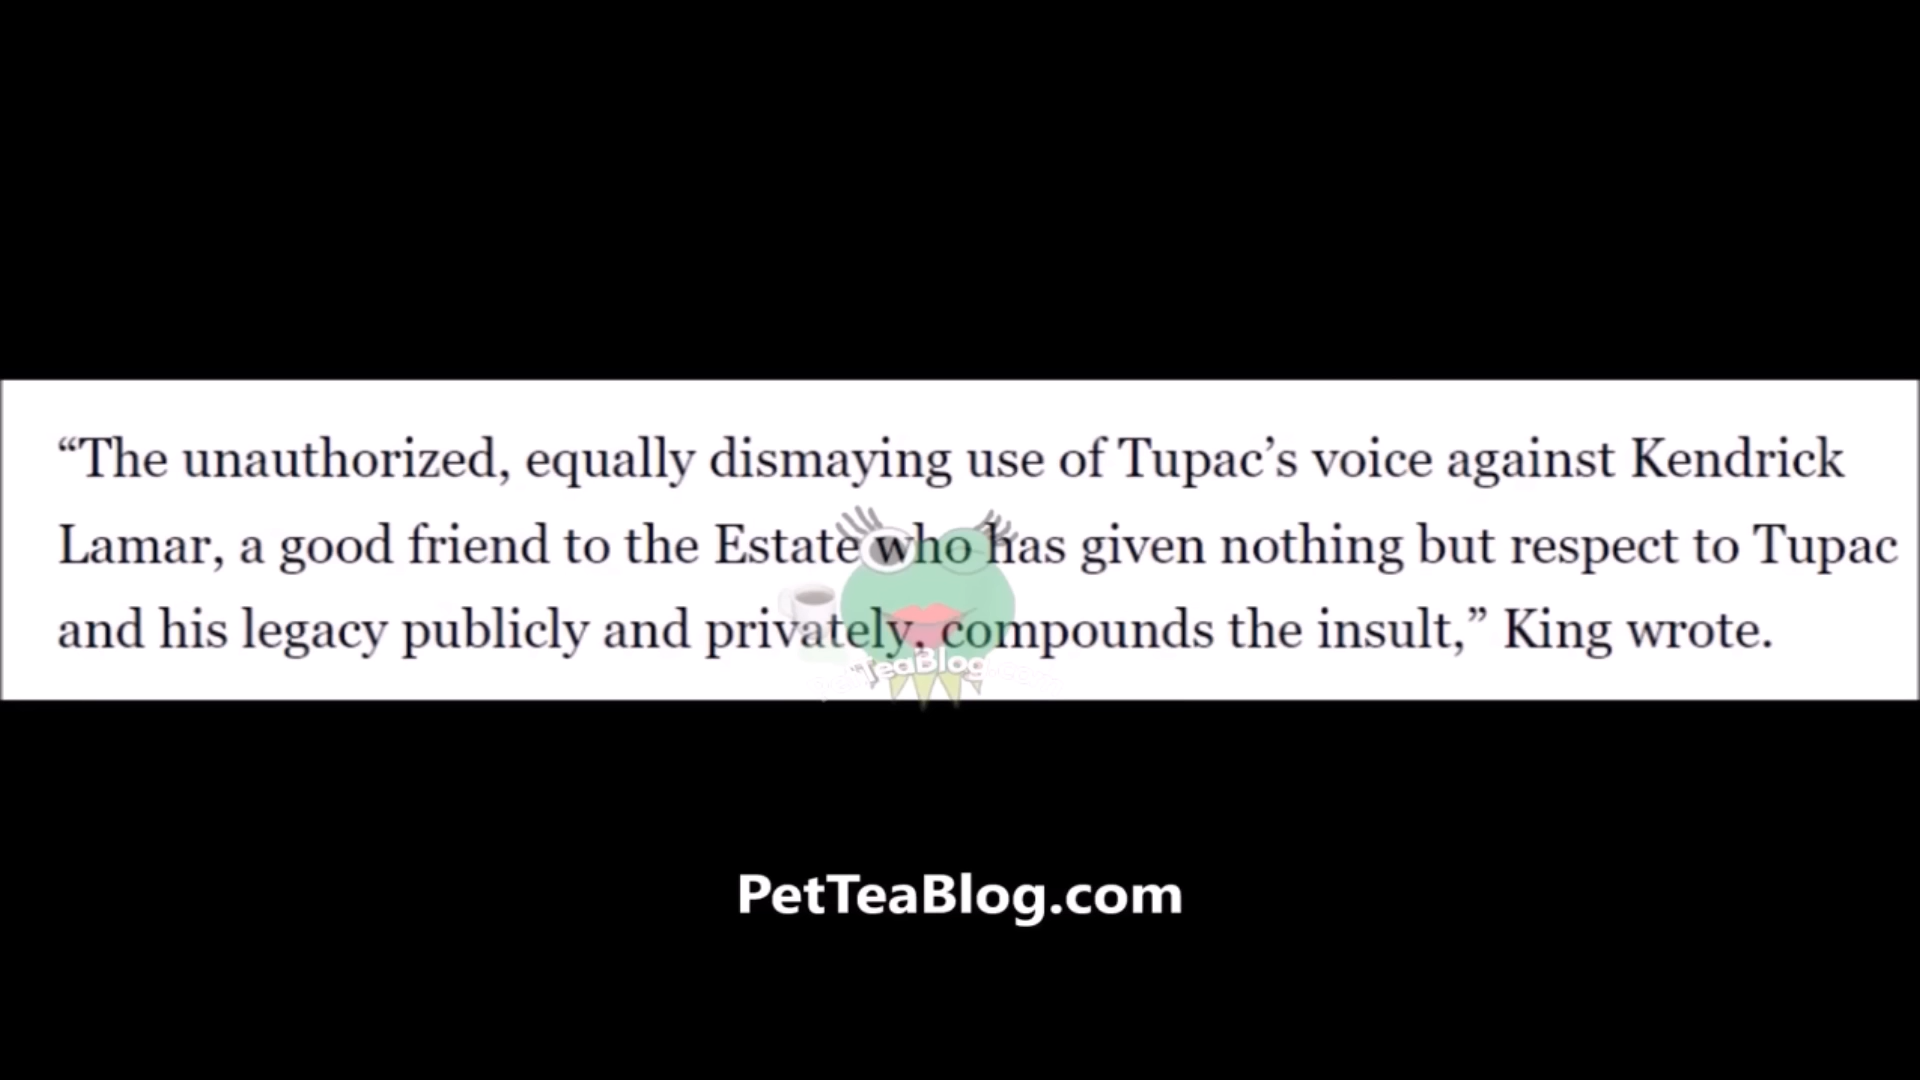 “The unauthorized, equally dismaying use of Tupac’s voice against Kendrick
Lamar, a good friend to the Estate who has given nothing but respect to Tupac
and his legacy publicly and privately, compounds the insult,” King wrote.
TeaBlog
PetTeaBlog.com